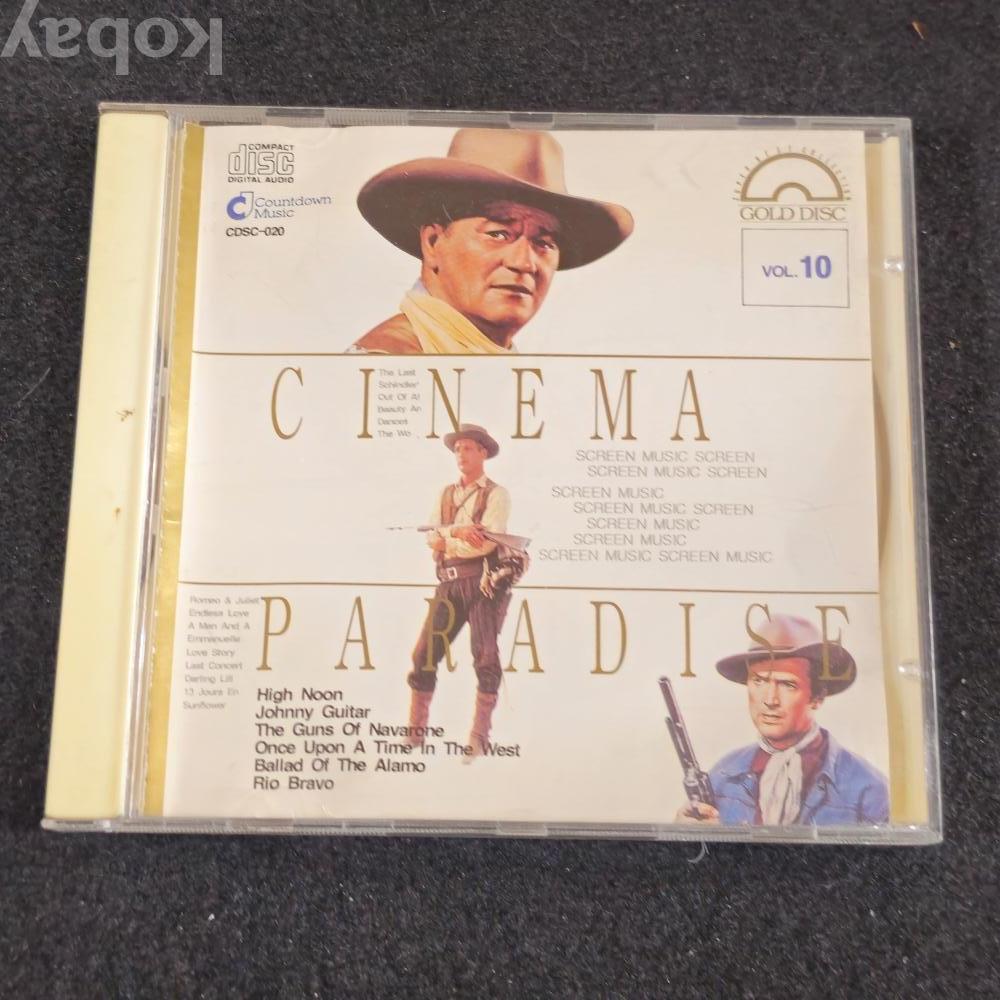 kobay
COMPACT
disc
DIGITAL AUDIO
Countdown
Music
CDSC-020
GOLD DISC
VOL. 10
CINEMA
The Last
Schindler'
Out Of Af
Beauty An
Dances
The Wo
SCREEN MUSIC SCREEN
SCREEN MUSIC SCREEN
SCREEN MUSIC
SCREEN MUSIC SCREEN
SCREEN MUSIC
SCREEN MUSIC
SCREEN MUSIC SCREEN MUSIC
PARADISE
Romeo & Juliet
Endless Love
A Man And A
Emmanuelle
Love Story
Last Concert
Darling Lili
13 Jours En
Sunflower
High Noon
Johnny Guitar
The Guns Of Navarone
Once Upon A Time In The West
Ballad Of The Alamo
Rio Bravo